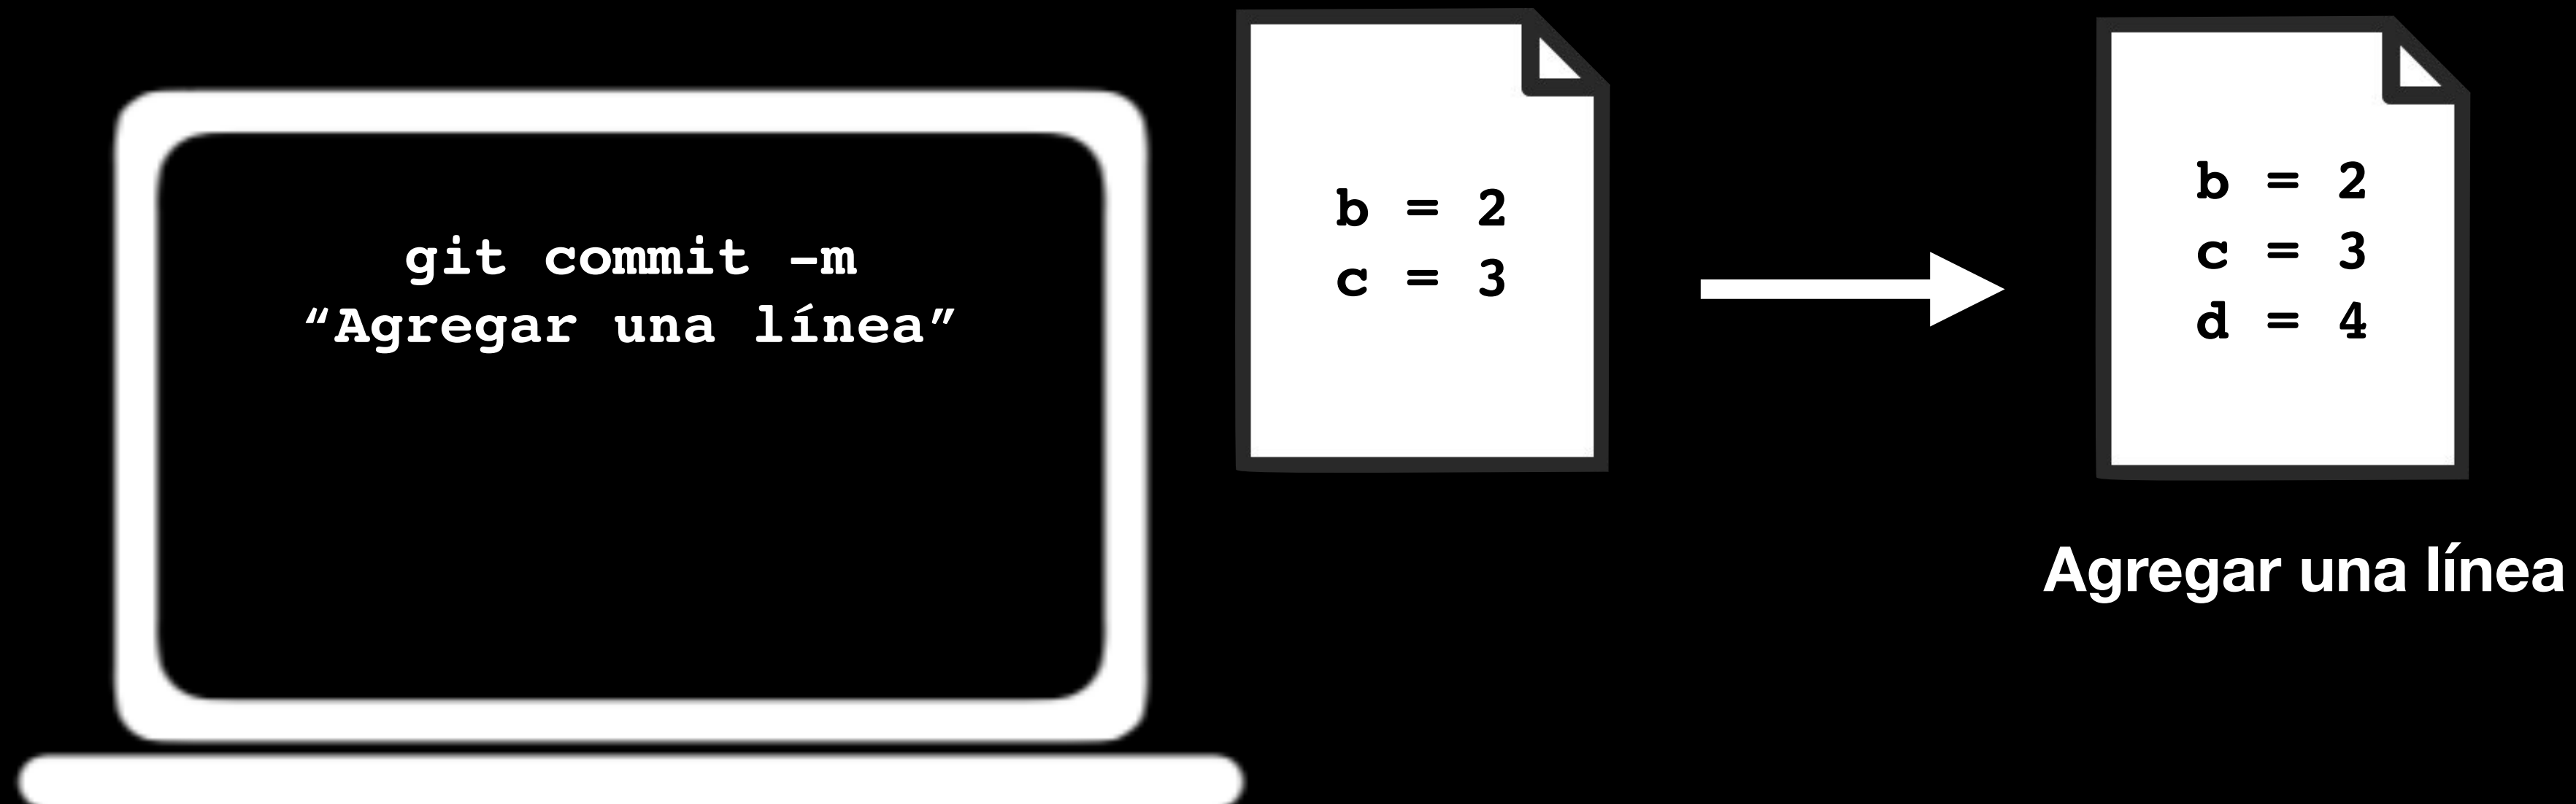 git commit -m
“Agregar una línea”
b = 2
c = 3
b = 2
c = 3
d = 4
Agregar una línea